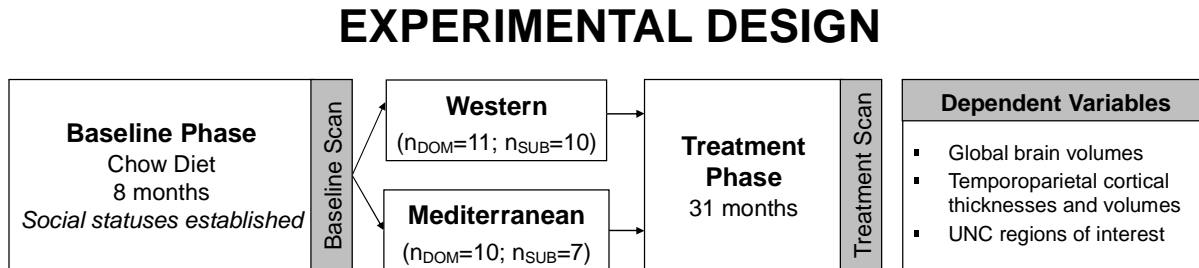 EXPERIMENTAL DESIGN
Baseline Phase
Chow Diet
8 months
Social statuses established
Baseline Scan
Western
(nDOM=11; nSUB=10)
Mediterranean
(nDOM=10; nSUB=7)
Treatment
Phase
31 months
Treatment Scan
Dependent Variables
▪ Global brain volumes
▪ Temporoparietal cortical
thicknesses and volumes
▪ UNC regions of interest